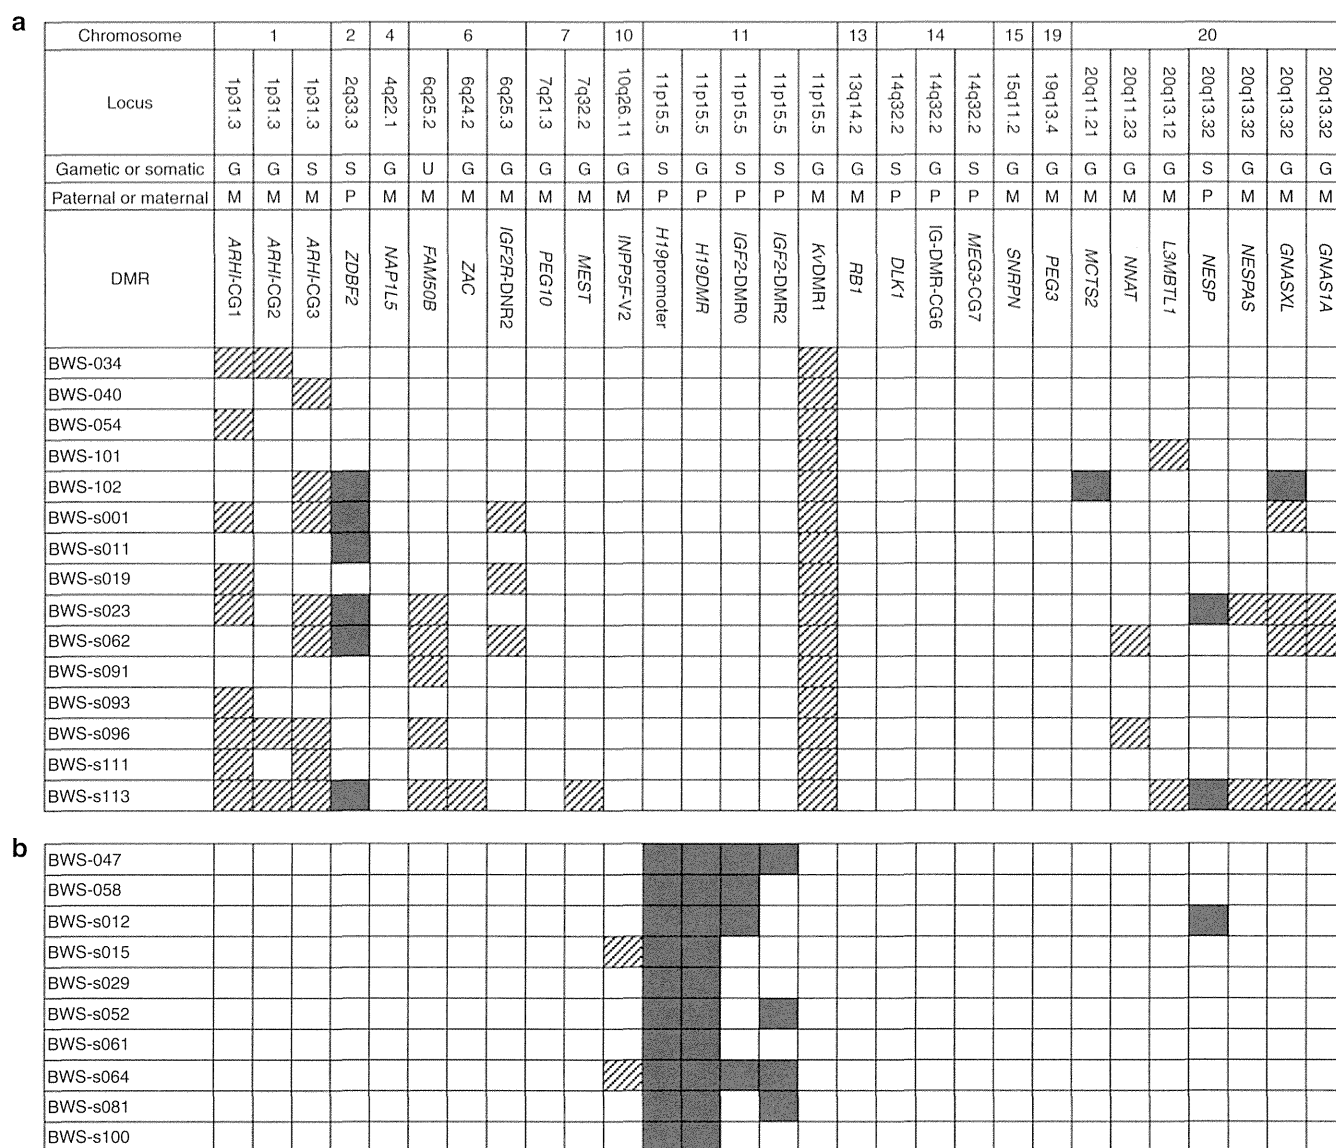 a
Chromosome 1 2 4 6 7 10 11 13 14 15 19 20
Locus 1p31.3 1p31.3 1p31.3 2q33.3 4q22.1 6q25.2 6q24.2 6q25.3 7q21.3 7q32.2 10q26.11 11p15.5 11p15.5 11p15.5 11p15.5 11p15.5 13q14.2 14q32.2 14q32.2 14q32.2 15q11.2 19q13.4 20q11.21 20q11.23 20q13.12 20q13.32 20q13.32 20q13.32 20q13.32
Gametic or somatic G G S S G U G G G G G S G S S G G S G S G G G G G S G G G
Paternal or maternal M M M P M M M M M M M P P P P M M P P P M M M M M P M M M
DMR ARHI-CG1 ARHI-CG2 ARHI-CG3 ZDBF2 NAP1L5 FAM50B ZAC IGF2R-DNR2 PEG10 MEST INPP5F-V2 H19promoter H19DMR IGF2-DMR0 IGF2-DMR2 KvDMR1 RB1 DLK1 IG-DMR-CG6 MEG3-CG7 SNRPN PEG3 MCTS2 NNAT L3MBTL1 NESP NESPAS GNASXL GNAS1A
BWS-034
BWS-040
BWS-054
BWS-101
BWS-102
BWS-s001
BWS-s011
BWS-s019
BWS-s023
BWS-s062
BWS-s091
BWS-s093
BWS-s096
BWS-s111
BWS-s113
b
BWS-047
BWS-058
BWS-s012
BWS-s015
BWS-s029
BWS-s052
BWS-s061
BWS-s064
BWS-s081
BWS-s100